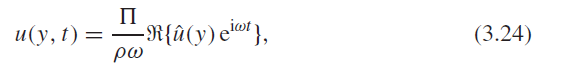 u(y, t) = Π/ρω ℜ{û(y) e^{iωt}}, (3.24)